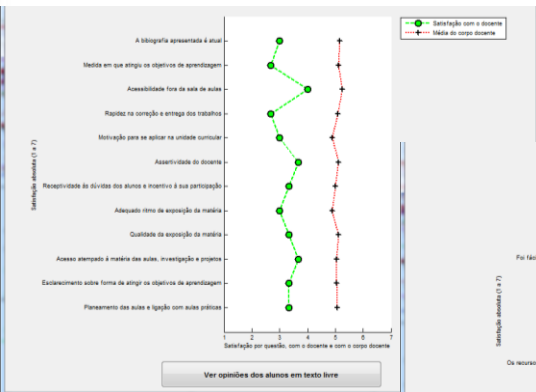 Satisfação com o docente
Média do corpo docente
A bibiografia apresentada é atual
Medida em que atingiu os objetivos de aprendizagem
Acessibilidade fora da sala de aulas
Rapidez na correção e entrega dos trabalhos
Motivação para se aplicar na unidade curricular
Assertividade do docente
Receptividade às dúvidas dos alunos e incentivo à sua participação
Adequado ritmo de exposição da matéria
Qualidade da exposição da matéria
Acesso atempado à matéria das aulas, investigação e projetos
Esclarecimento sobre forma de atingir os objetivos de aprendizagem
Planeamento das aulas e ligação com aulas práticas
Satisfação absoluta (1 a 7)
1 2 3 4 5 6 7
Satisfação por questão, com o docente e com o corpo docente
Ver opiniões dos alunos em texto livre
Foi fác
Satisfação absoluta (1 a 7)
Os recurso